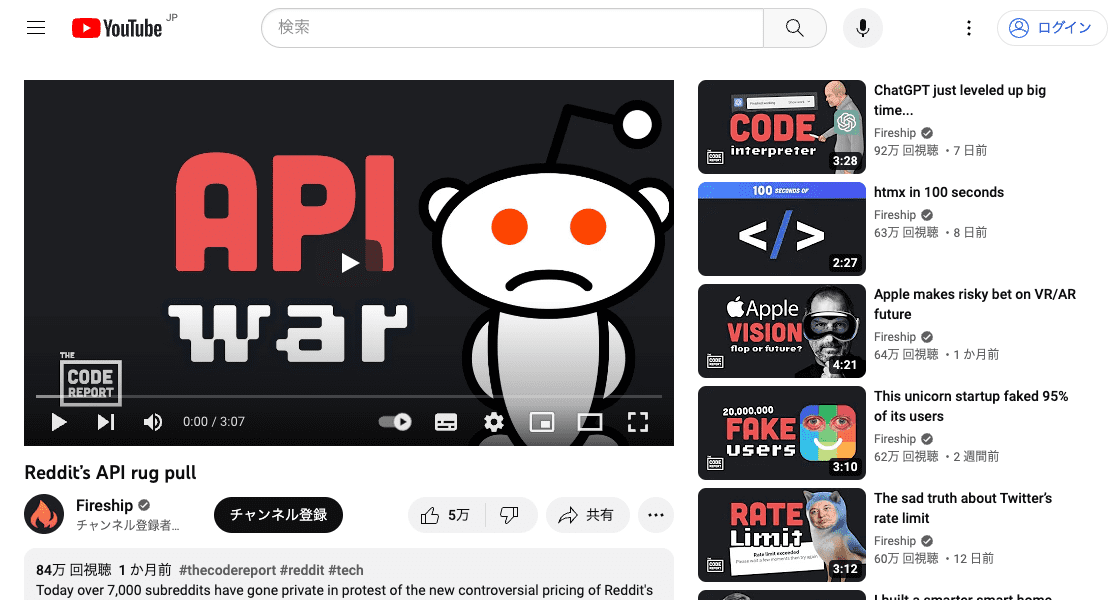 YouTube JP
検索
ログイン
API
war
THE
CODE
REPORT
0:00 / 3:07
Reddit's API rug pull
Fireship
チャンネル登録者...
チャンネル登録
5万
共有
84万 回視聴 1 か月前 #thecodereport #reddit #tech
Today over 7,000 subreddits have gone private in protest of the new controversial pricing of Reddit's
CODE
interpreter
3:28
ChatGPT just leveled up big
time...
Fireship
92万 回視聴 ・7 日前
100 SECONDS OF
</>
2:27
htmx in 100 seconds
Fireship
63万 回視聴 ・8 日前
Apple
VISION
flop or future?
4:21
Apple makes risky bet on VR/AR
future
Fireship
64万 回視聴 ・1 か月前
20,000,000
FAKE
users
3:10
This unicorn startup faked 95%
of its users
Fireship
62万 回視聴 ・2 週間前
RATE
Limit
Rate limit exceeded
3:12
The sad truth about Twitter's
rate limit
Fireship
60万 回視聴 ・12 日前
I built a smarter smart home